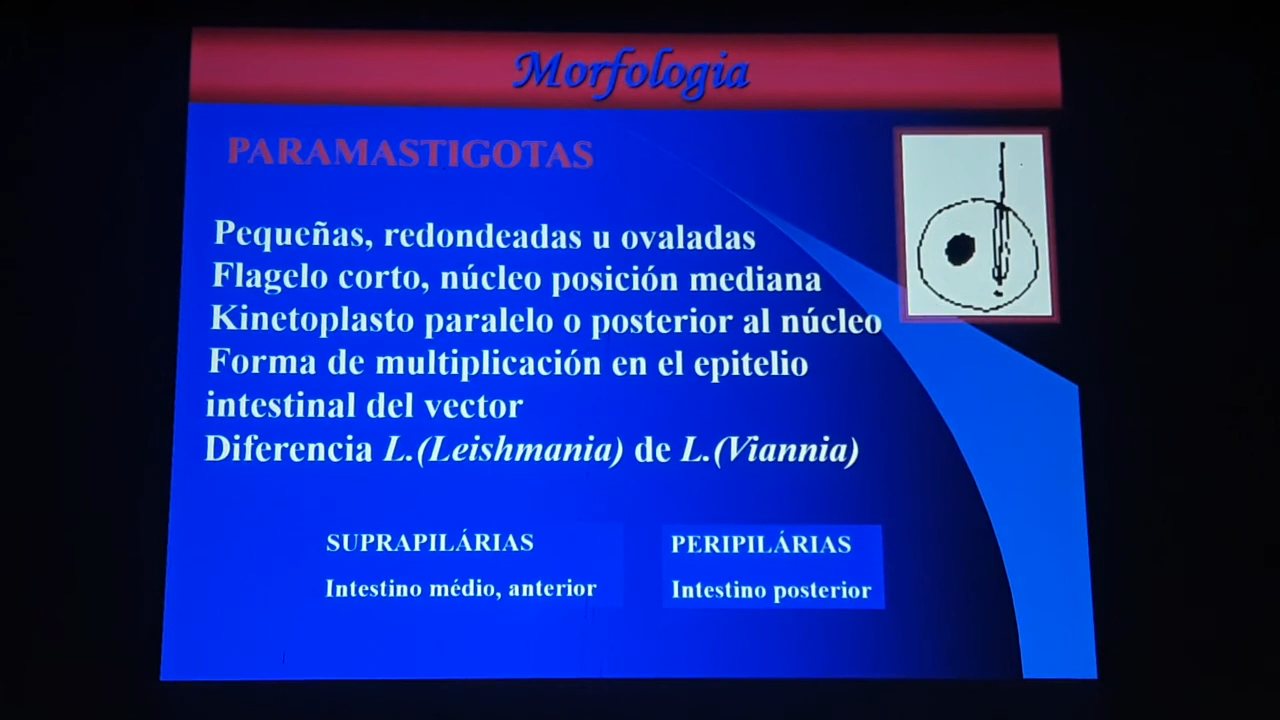 Morfologia
PARAMASTIGOTAS
Pequeñas, redondeadas u ovaladas
Flagelo corto, núcleo posición mediana
Kinetoplasto paralelo o posterior al núcleo
Forma de multiplicación en el epitelio
intestinal del vector
Diferencia L.(Leishmania) de L.(Viannia)
SUPRAPILÁRIAS
Intestino médio, anterior
PERIPILÁRIAS
Intestino posterior